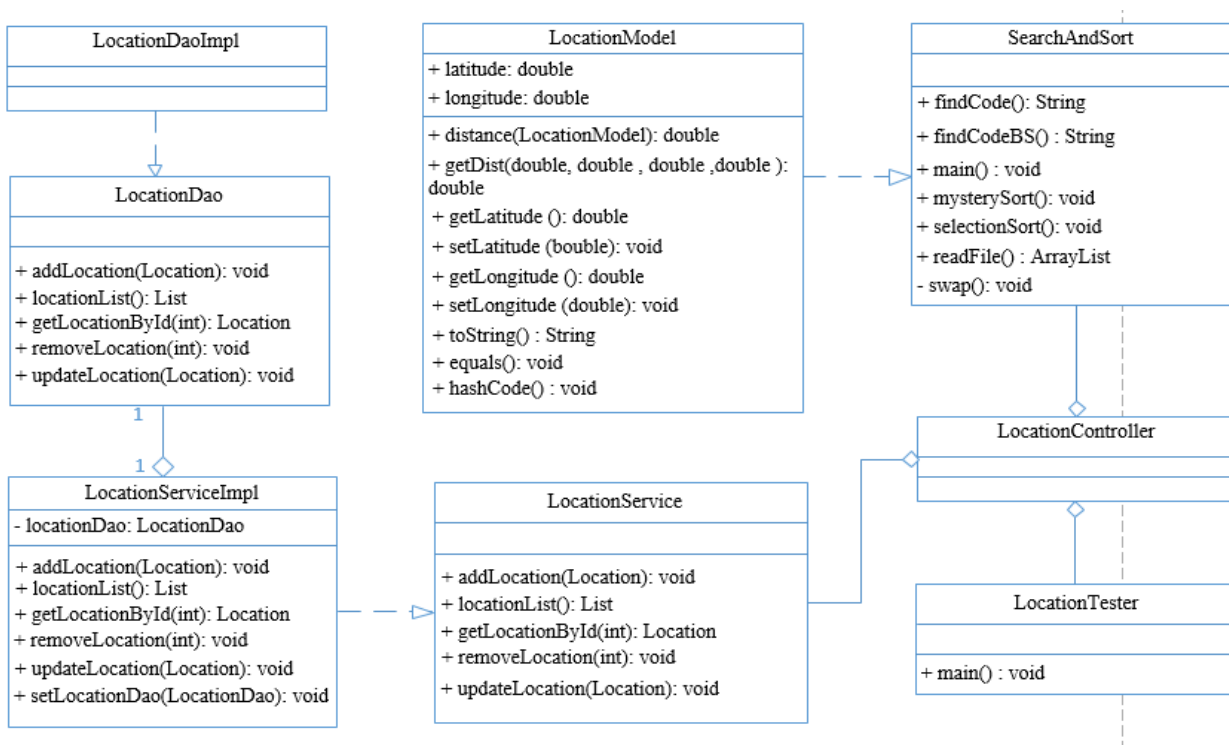 LocationDaoImpl
LocationDao
+ addLocation(Location): void
+ locationList(): List
+ getLocationById(int): Location
+ removeLocation(int): void
+ updateLocation(Location): void
1
1
LocationServiceImpl
- locationDao: LocationDao
+ addLocation(Location): void
+ locationList(): List
+ getLocationById(int): Location
+ removeLocation(int): void
+ updateLocation(Location): void
+ setLocationDao(LocationDao): void
LocationModel
+ latitude: double
+ longitude: double
+ distance(LocationModel): double
+ getDist(double, double , double ,double ):
double
+ getLatitude (): double
+ setLatitude (bouble): void
+ getLongitude (): double
+ setLongitude (double): void
+ toString() : String
+ equals(): void
+ hashCode() : void
LocationService
+ addLocation(Location): void
+ locationList(): List
+ getLocationById(int): Location
+ removeLocation(int): void
+ updateLocation(Location): void
SearchAndSort
+ findCode(): String
+ findCodeBS() : String
+ main() : void
+ mysterySort(): void
+ selectionSort(): void
+ readFile() : ArrayList
- swap(): void
LocationController
LocationTester
+ main() : void